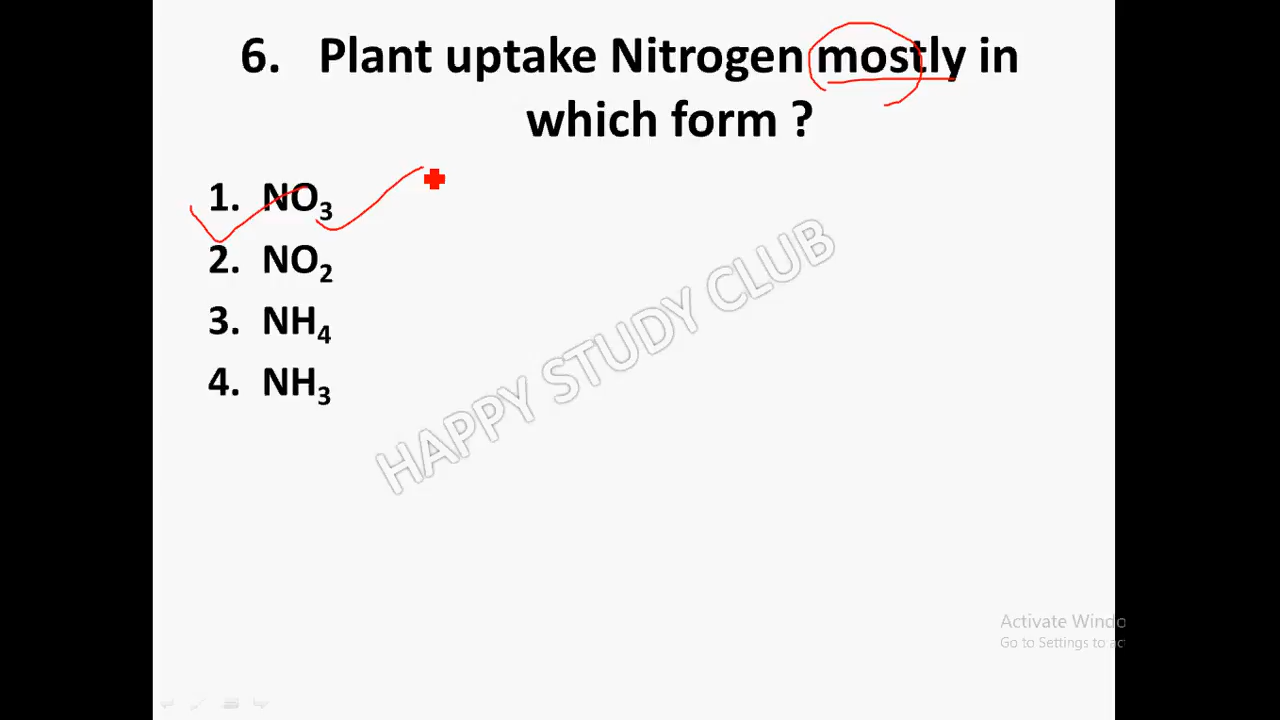 6. Plant uptake Nitrogen mostly in
which form ?
1. NO₃
2. NO₂
3. NH₄
4. NH₃
HAPPY STUDY CLUB
Activate Windo
Go to Settings to ac